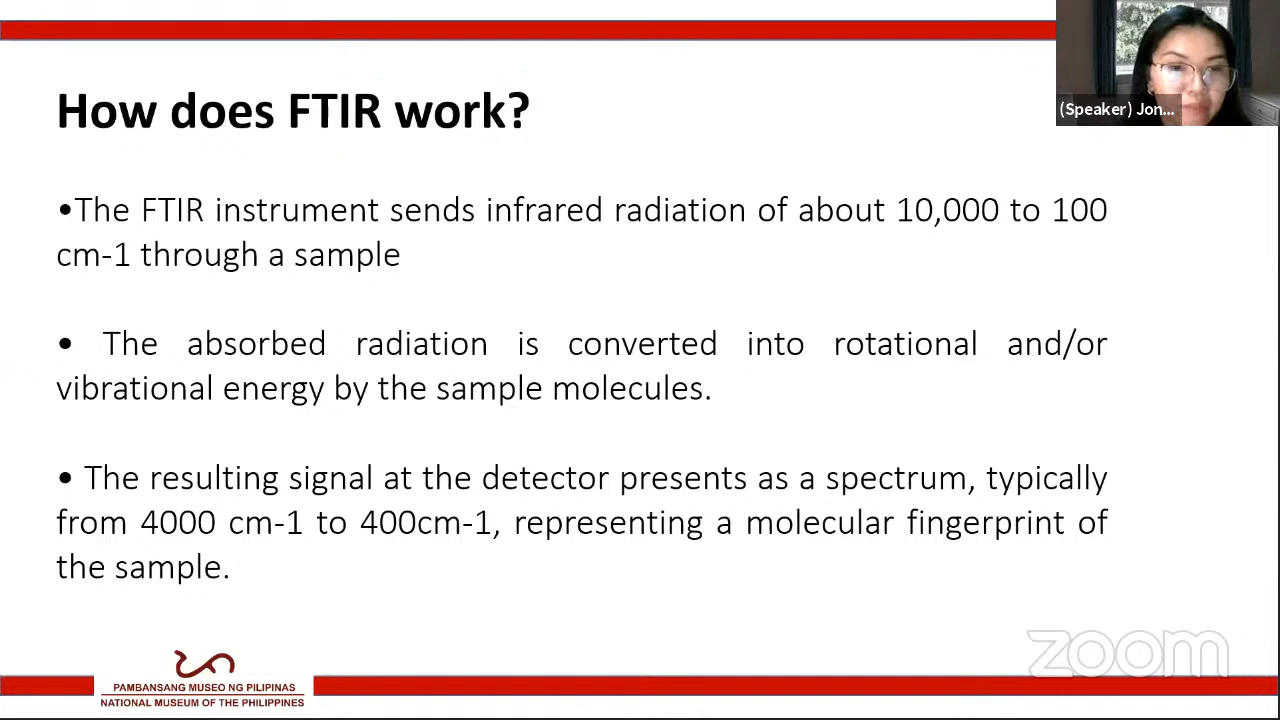 (Speaker) Jon...
How does FTIR work?
•The FTIR instrument sends infrared radiation of about 10,000 to 100
cm-1 through a sample
• The absorbed radiation is converted into rotational and/or
vibrational energy by the sample molecules.
• The resulting signal at the detector presents as a spectrum, typically
from 4000 cm-1 to 400cm-1, representing a molecular fingerprint of
the sample.
zoom
PAMBANSANG MUSEO NG PILIPINAS
NATIONAL MUSEUM OF THE PHILIPPINES